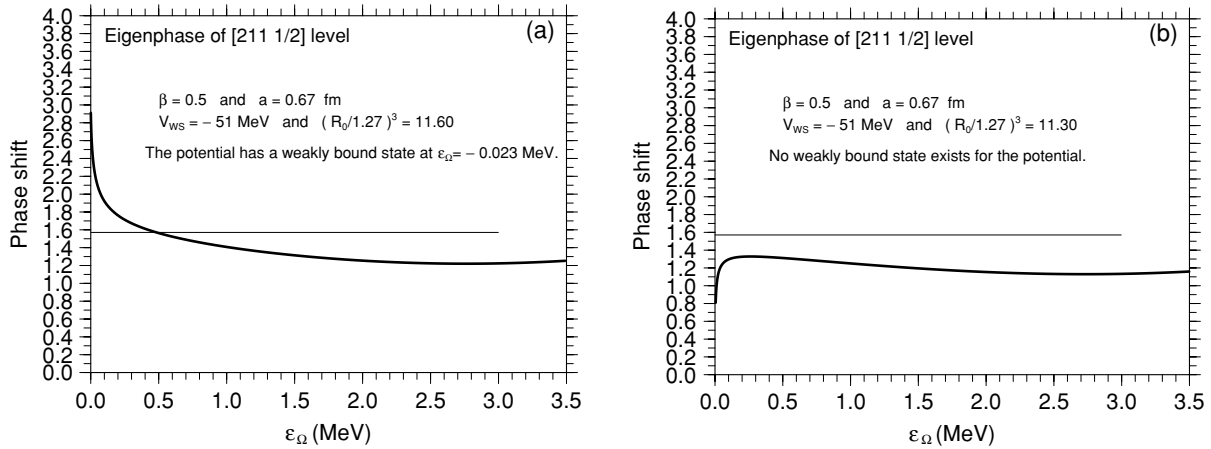 (a)
Eigenphase of [211 1/2] level
β = 0.5 and a = 0.67 fm
V_WS = − 51 MeV and ( R_0/1.27 )^3 = 11.60
The potential has a weakly bound state at ε_Ω= − 0.023 MeV.
Phase shift
4.0
3.8
3.6
3.4
3.2
3.0
2.8
2.6
2.4
2.2
2.0
1.8
1.6
1.4
1.2
1.0
0.8
0.6
0.4
0.2
0.0
0.0 0.5 1.0 1.5 2.0 2.5 3.0 3.5
ε_Ω (MeV)
(b)
Eigenphase of [211 1/2] level
β = 0.5 and a = 0.67 fm
V_WS = − 51 MeV and ( R_0/1.27 )^3 = 11.30
No weakly bound state exists for the potential.
Phase shift
4.0
3.8
3.6
3.4
3.2
3.0
2.8
2.6
2.4
2.2
2.0
1.8
1.6
1.4
1.2
1.0
0.8
0.6
0.4
0.2
0.0
0.0 0.5 1.0 1.5 2.0 2.5 3.0 3.5
ε_Ω (MeV)